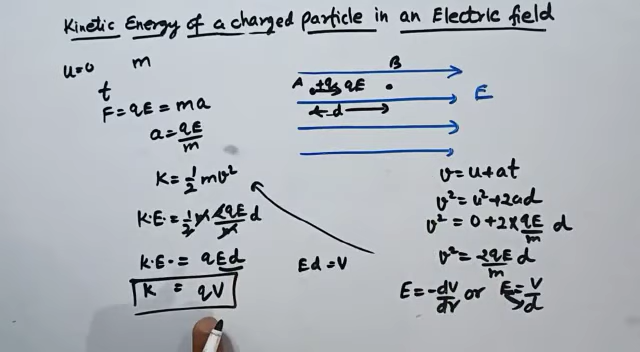 Kinetic Energy of a charged particle in an Electric field
u=0 m
t
F = qE = ma
a = qE/m
K = 1/2 mv²
K.E. = 1/2 m 2qE/m d
K.E. = qEd
K = qV
A +q qE B
d
E
Ed = V
v = u + at
v² = u² + 2ad
v² = 0 + 2 × qE/m d
v² = 2qE/m d
E = -dV/dr or E = V/d